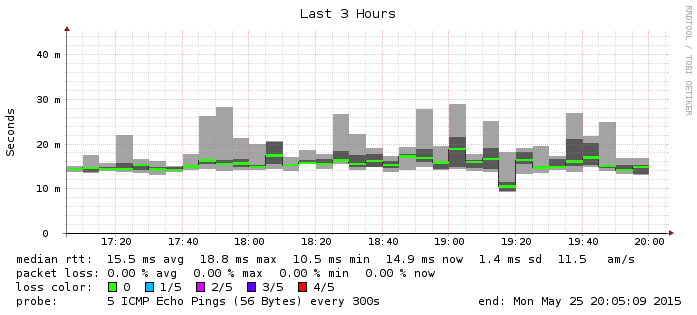 Last 3 Hours
RRDTOOL / TOBI OETIKER
Seconds
40 m
30 m
20 m
10 m
0
17:20 17:40 18:00 18:20 18:40 19:00 19:20 19:40 20:00
median rtt: 15.5 ms avg 18.8 ms max 10.5 ms min 14.9 ms now 1.4 ms sd 11.5 am/s
packet loss: 0.00 % avg 0.00 % max 0.00 % min 0.00 % now
loss color: 0 1/5 2/5 3/5 4/5
probe: 5 ICMP Echo Pings (56 Bytes) every 300s end: Mon May 25 20:05:09 2015